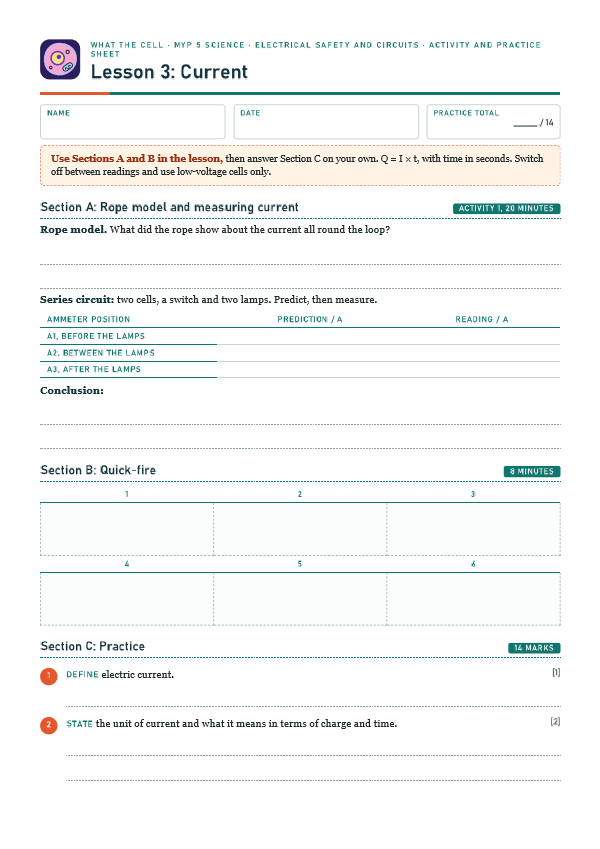 WHAT THE CELL · MYP 5 SCIENCE · ELECTRICAL SAFETY AND CIRCUITS · ACTIVITY AND PRACTICE
SHEET
Lesson 3: Current
NAME
DATE
PRACTICE TOTAL
_____ / 14
Use Sections A and B in the lesson, then answer Section C on your own. Q = I × t, with time in seconds. Switch
off between readings and use low-voltage cells only.
Section A: Rope model and measuring current
ACTIVITY 1, 20 MINUTES
Rope model. What did the rope show about the current all round the loop?
Series circuit: two cells, a switch and two lamps. Predict, then measure.
AMMETER POSITION PREDICTION / A READING / A
A1, BEFORE THE LAMPS
A2, BETWEEN THE LAMPS
A3, AFTER THE LAMPS
Conclusion:
Section B: Quick-fire
8 MINUTES
1 2 3
4 5 6
Section C: Practice
14 MARKS
1 DEFINE electric current. [1]
2 STATE the unit of current and what it means in terms of charge and time. [2]